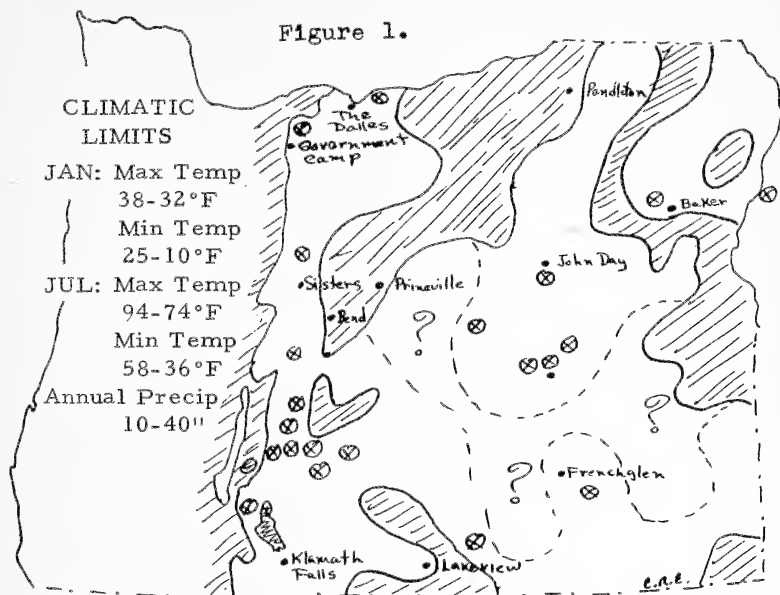 Figure 1.
CLIMATIC
LIMITS
JAN: Max Temp
38-32°F
Min Temp
25-10°F
JUL: Max Temp
94-74°F
Min Temp
58-36°F
Annual Precip.
10-40"
The
Dalles
Government
Camp
Pendleton
Baker
John Day
Sisters
Prineville
Bend
?
?
?
Frenchglen
Klamath
Falls
Lakeview
E.R.E.